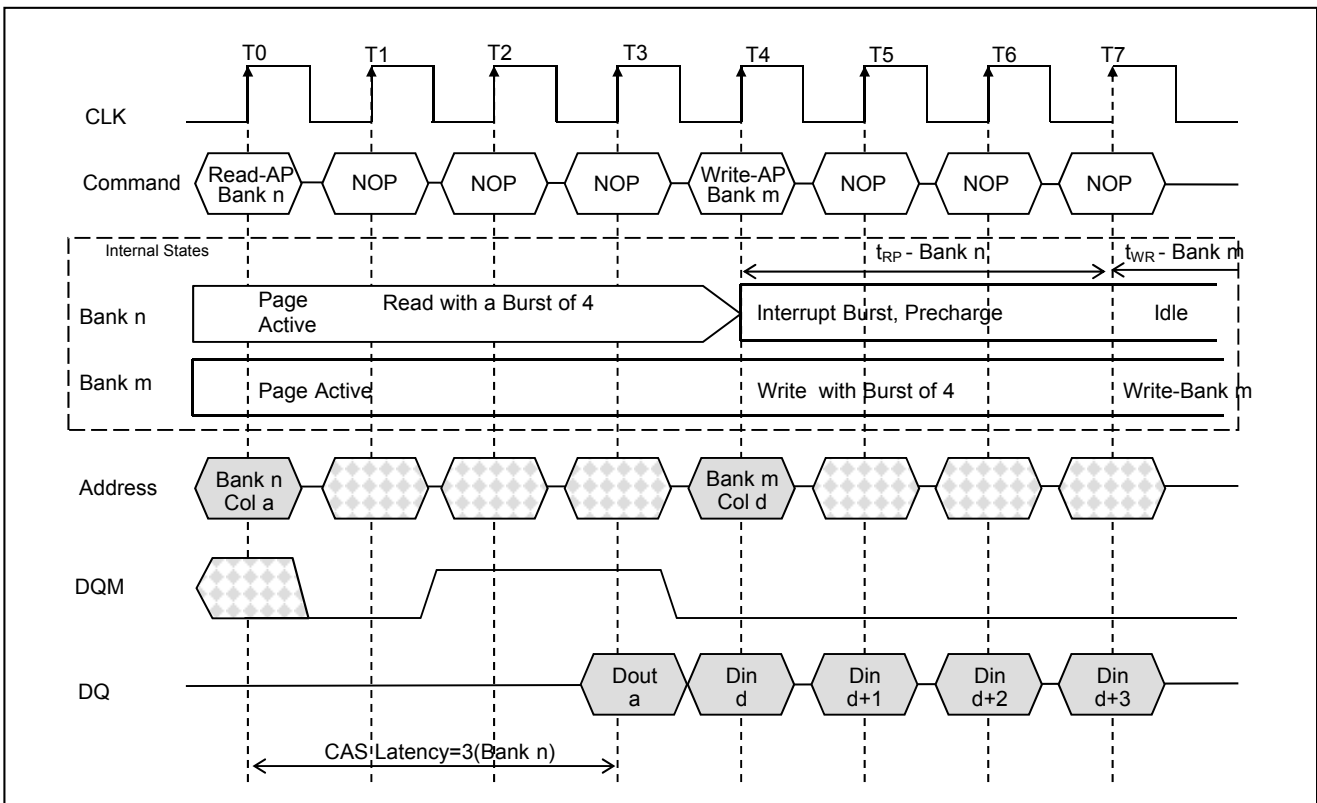 T0 T1 T2 T3 T4 T5 T6 T7
CLK
Command
Read-AP
Bank n
NOP
NOP
NOP
Write-AP
Bank m
NOP
NOP
NOP
Internal States
tRP - Bank n
tWR - Bank m
Bank n
Page
Active
Read with a Burst of 4
Interrupt Burst, Precharge
Idle
Bank m
Page Active
Write with Burst of 4
Write-Bank m
Address
Bank n
Col a
Bank m
Col d
DQM
DQ
Dout
a
Din
d
Din
d+1
Din
d+2
Din
d+3
CAS Latency=3(Bank n)